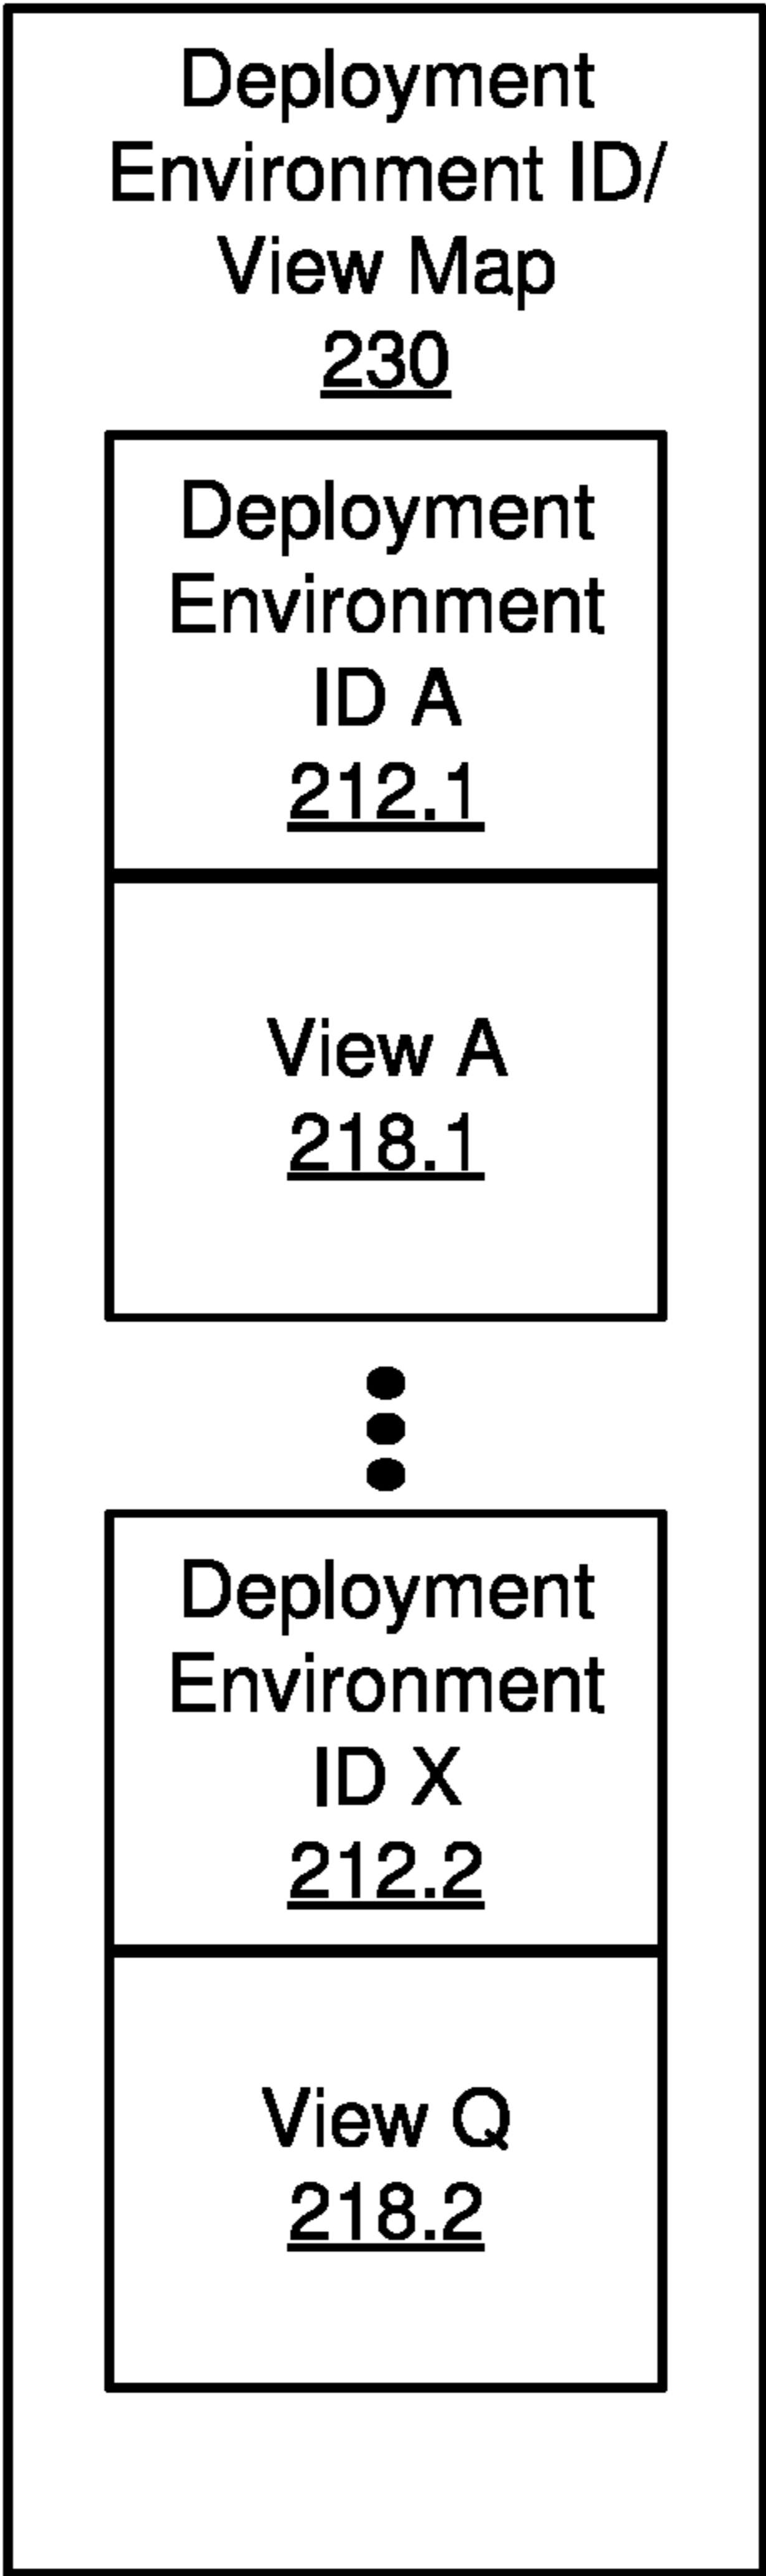 Deployment
Environment ID/
View Map
230
Deployment
Environment
ID A
212.1
View A
218.1
Deployment
Environment
ID X
212.2
View Q
218.2